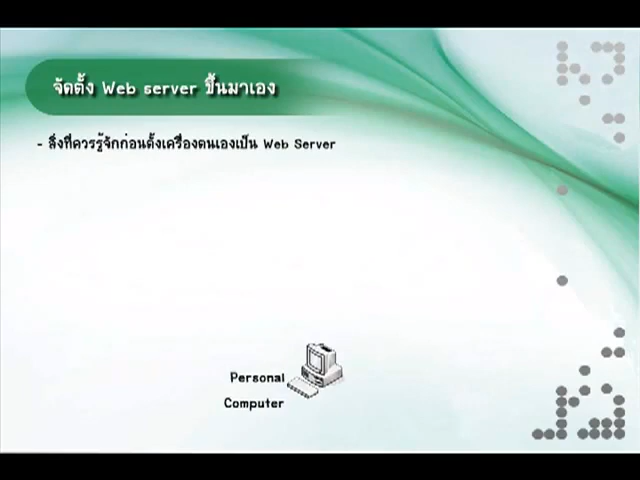 จัดตั้ง Web server ขึ้นมาเอง
- สิ่งที่ควรรู้จักก่อนตั้งเครื่องตนเองเป็น Web Server
Personal
Computer